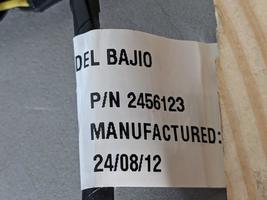 DEL BAJIO
P/N 2456123
MANUFACTURED:
24/08/12